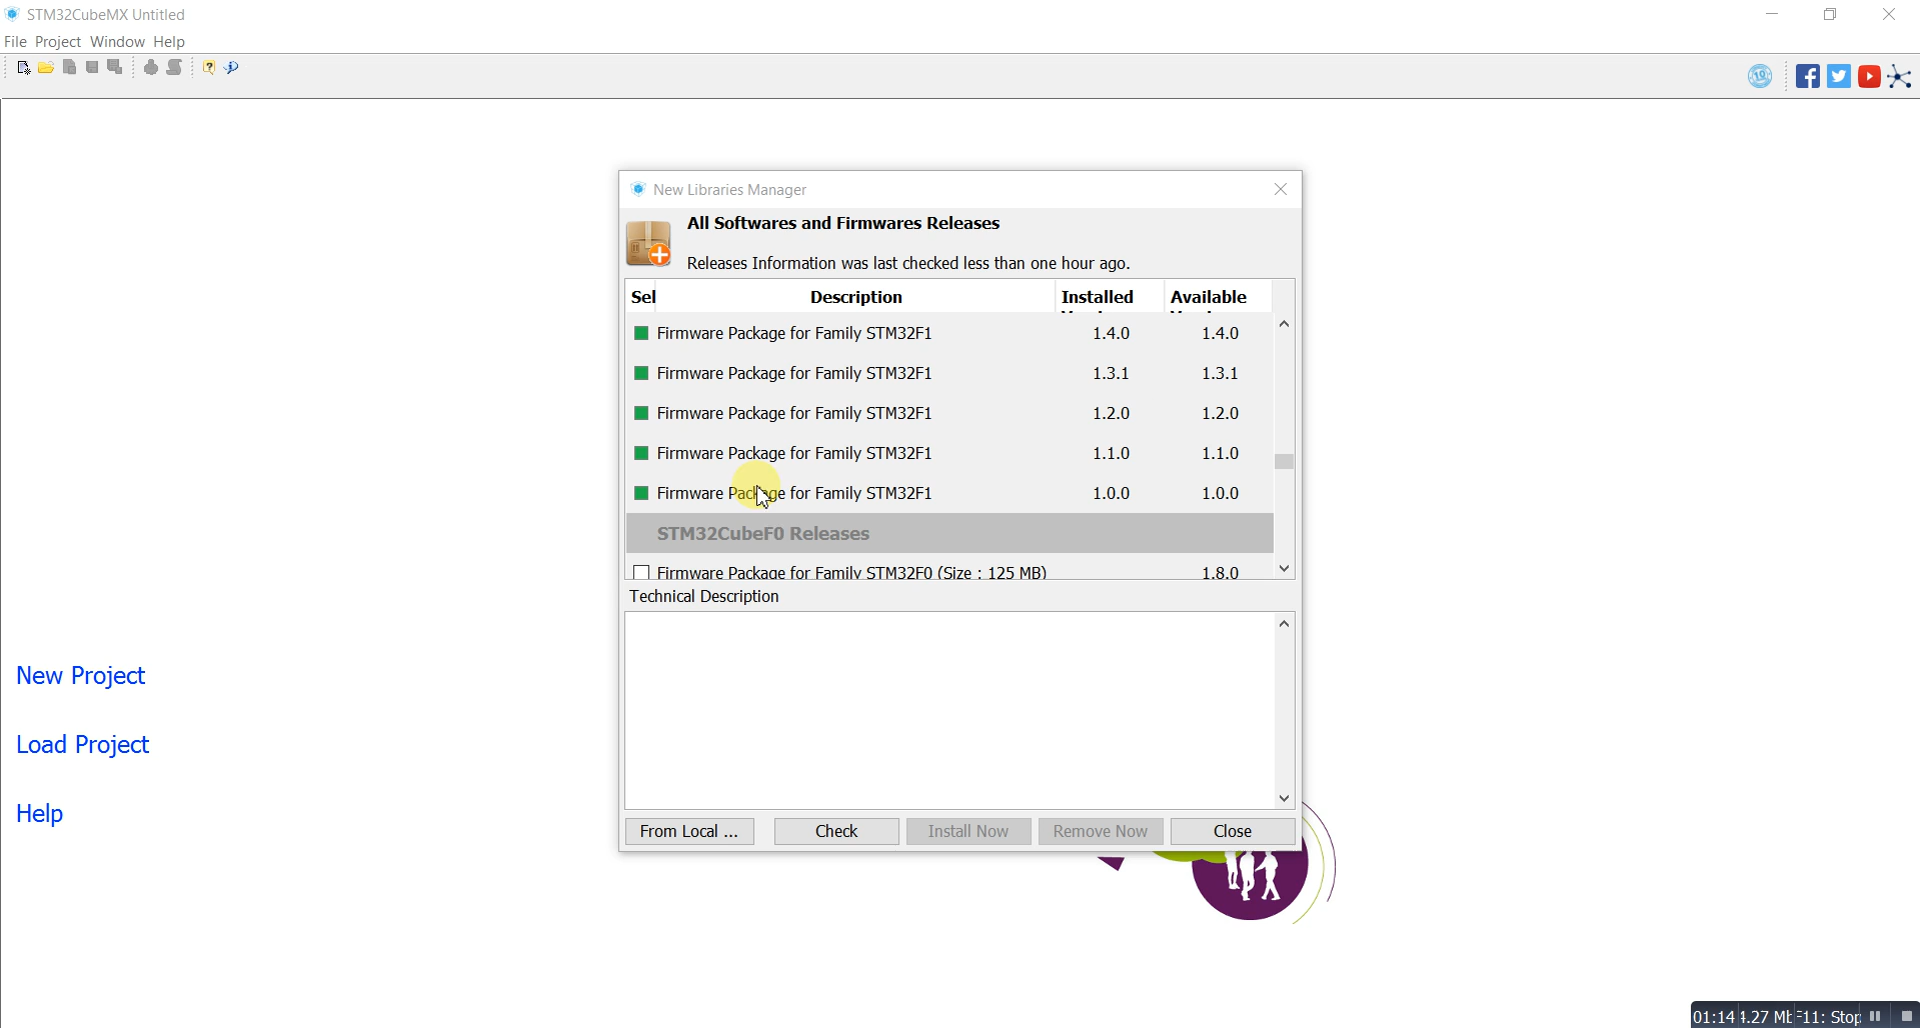 STM32CubeMX Untitled
File Project Window Help
10
New Libraries Manager
All Softwares and Firmwares Releases
Releases Information was last checked less than one hour ago.
Sel Description Installed Available
Firmware Package for Family STM32F1 1.4.0 1.4.0
Firmware Package for Family STM32F1 1.3.1 1.3.1
Firmware Package for Family STM32F1 1.2.0 1.2.0
Firmware Package for Family STM32F1 1.1.0 1.1.0
Firmware Package for Family STM32F1 1.0.0 1.0.0
STM32CubeF0 Releases
Firmware Package for Family STM32F0 (Size : 125 MB) 1.8.0
Technical Description
New Project
Load Project
Help
From Local ... Check Install Now Remove Now Close
01:14 :11: Stop